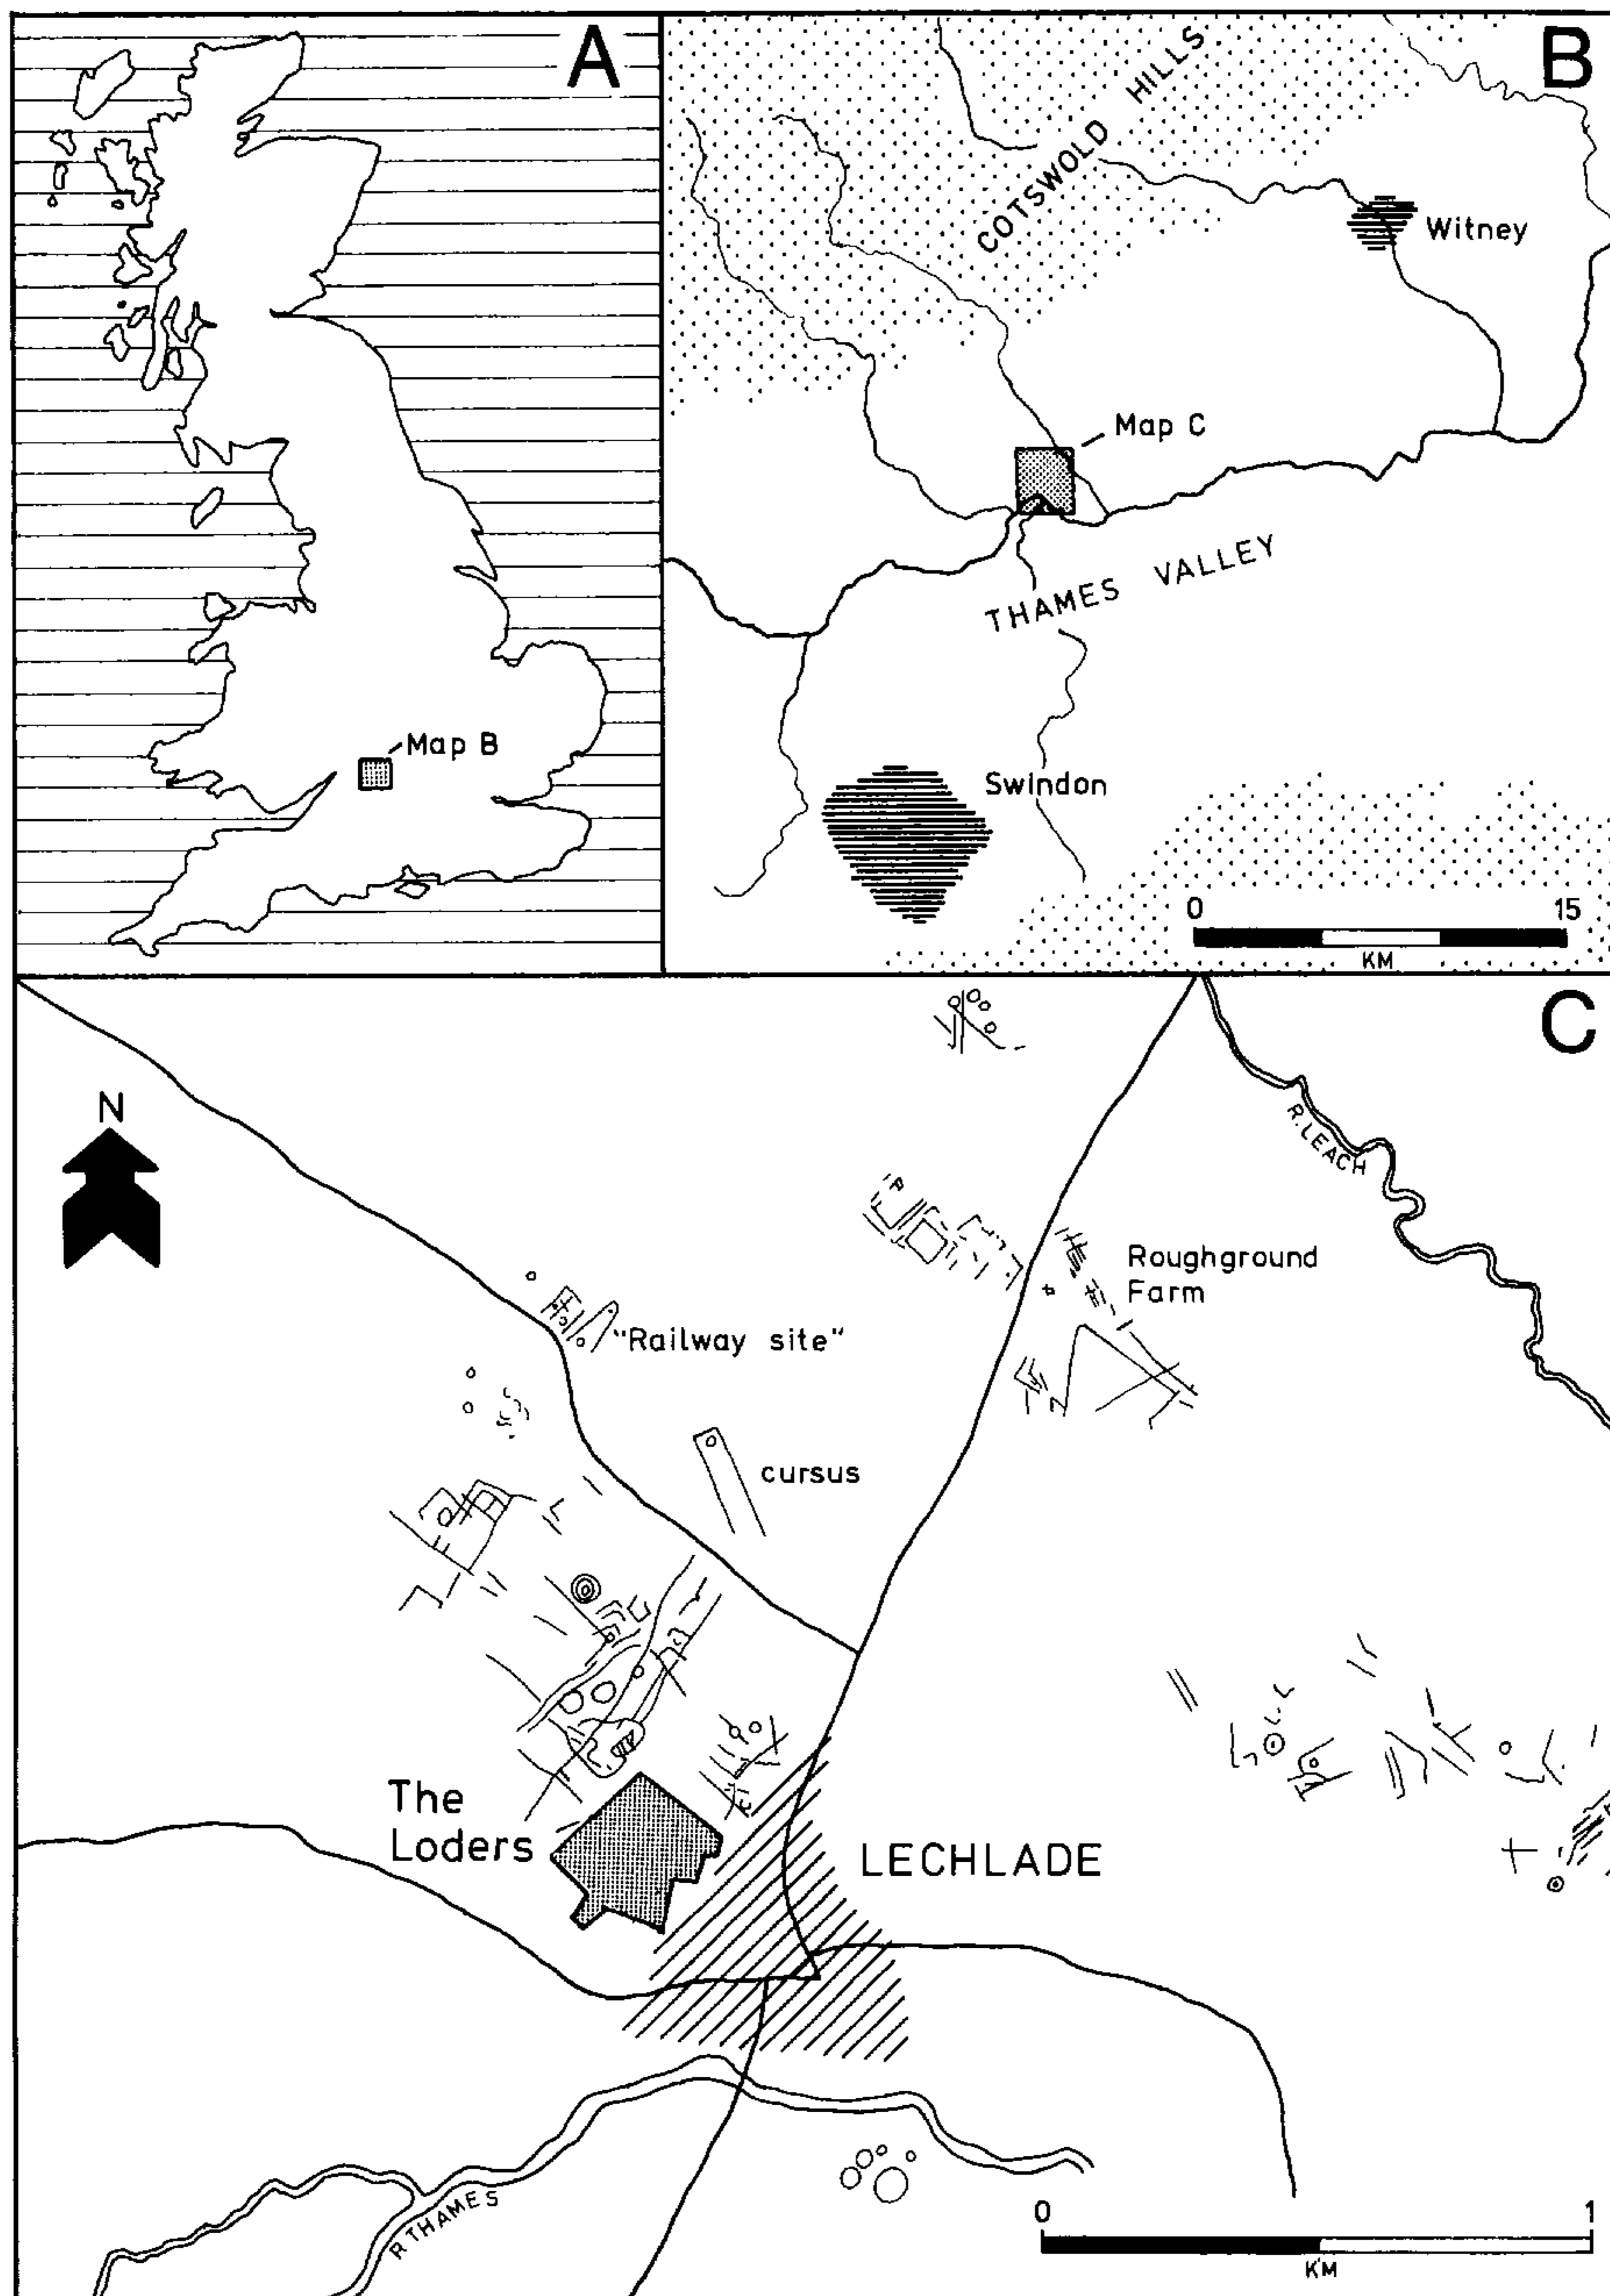 A
Map B
B
COTSWOLD HILLS
Witney
Map C
THAMES VALLEY
Swindon
0 15
KM
C
N
R.LEACH
Roughground
Farm
"Railway site"
cursus
The
Loders
LECHLADE
R.THAMES
0 1
KM